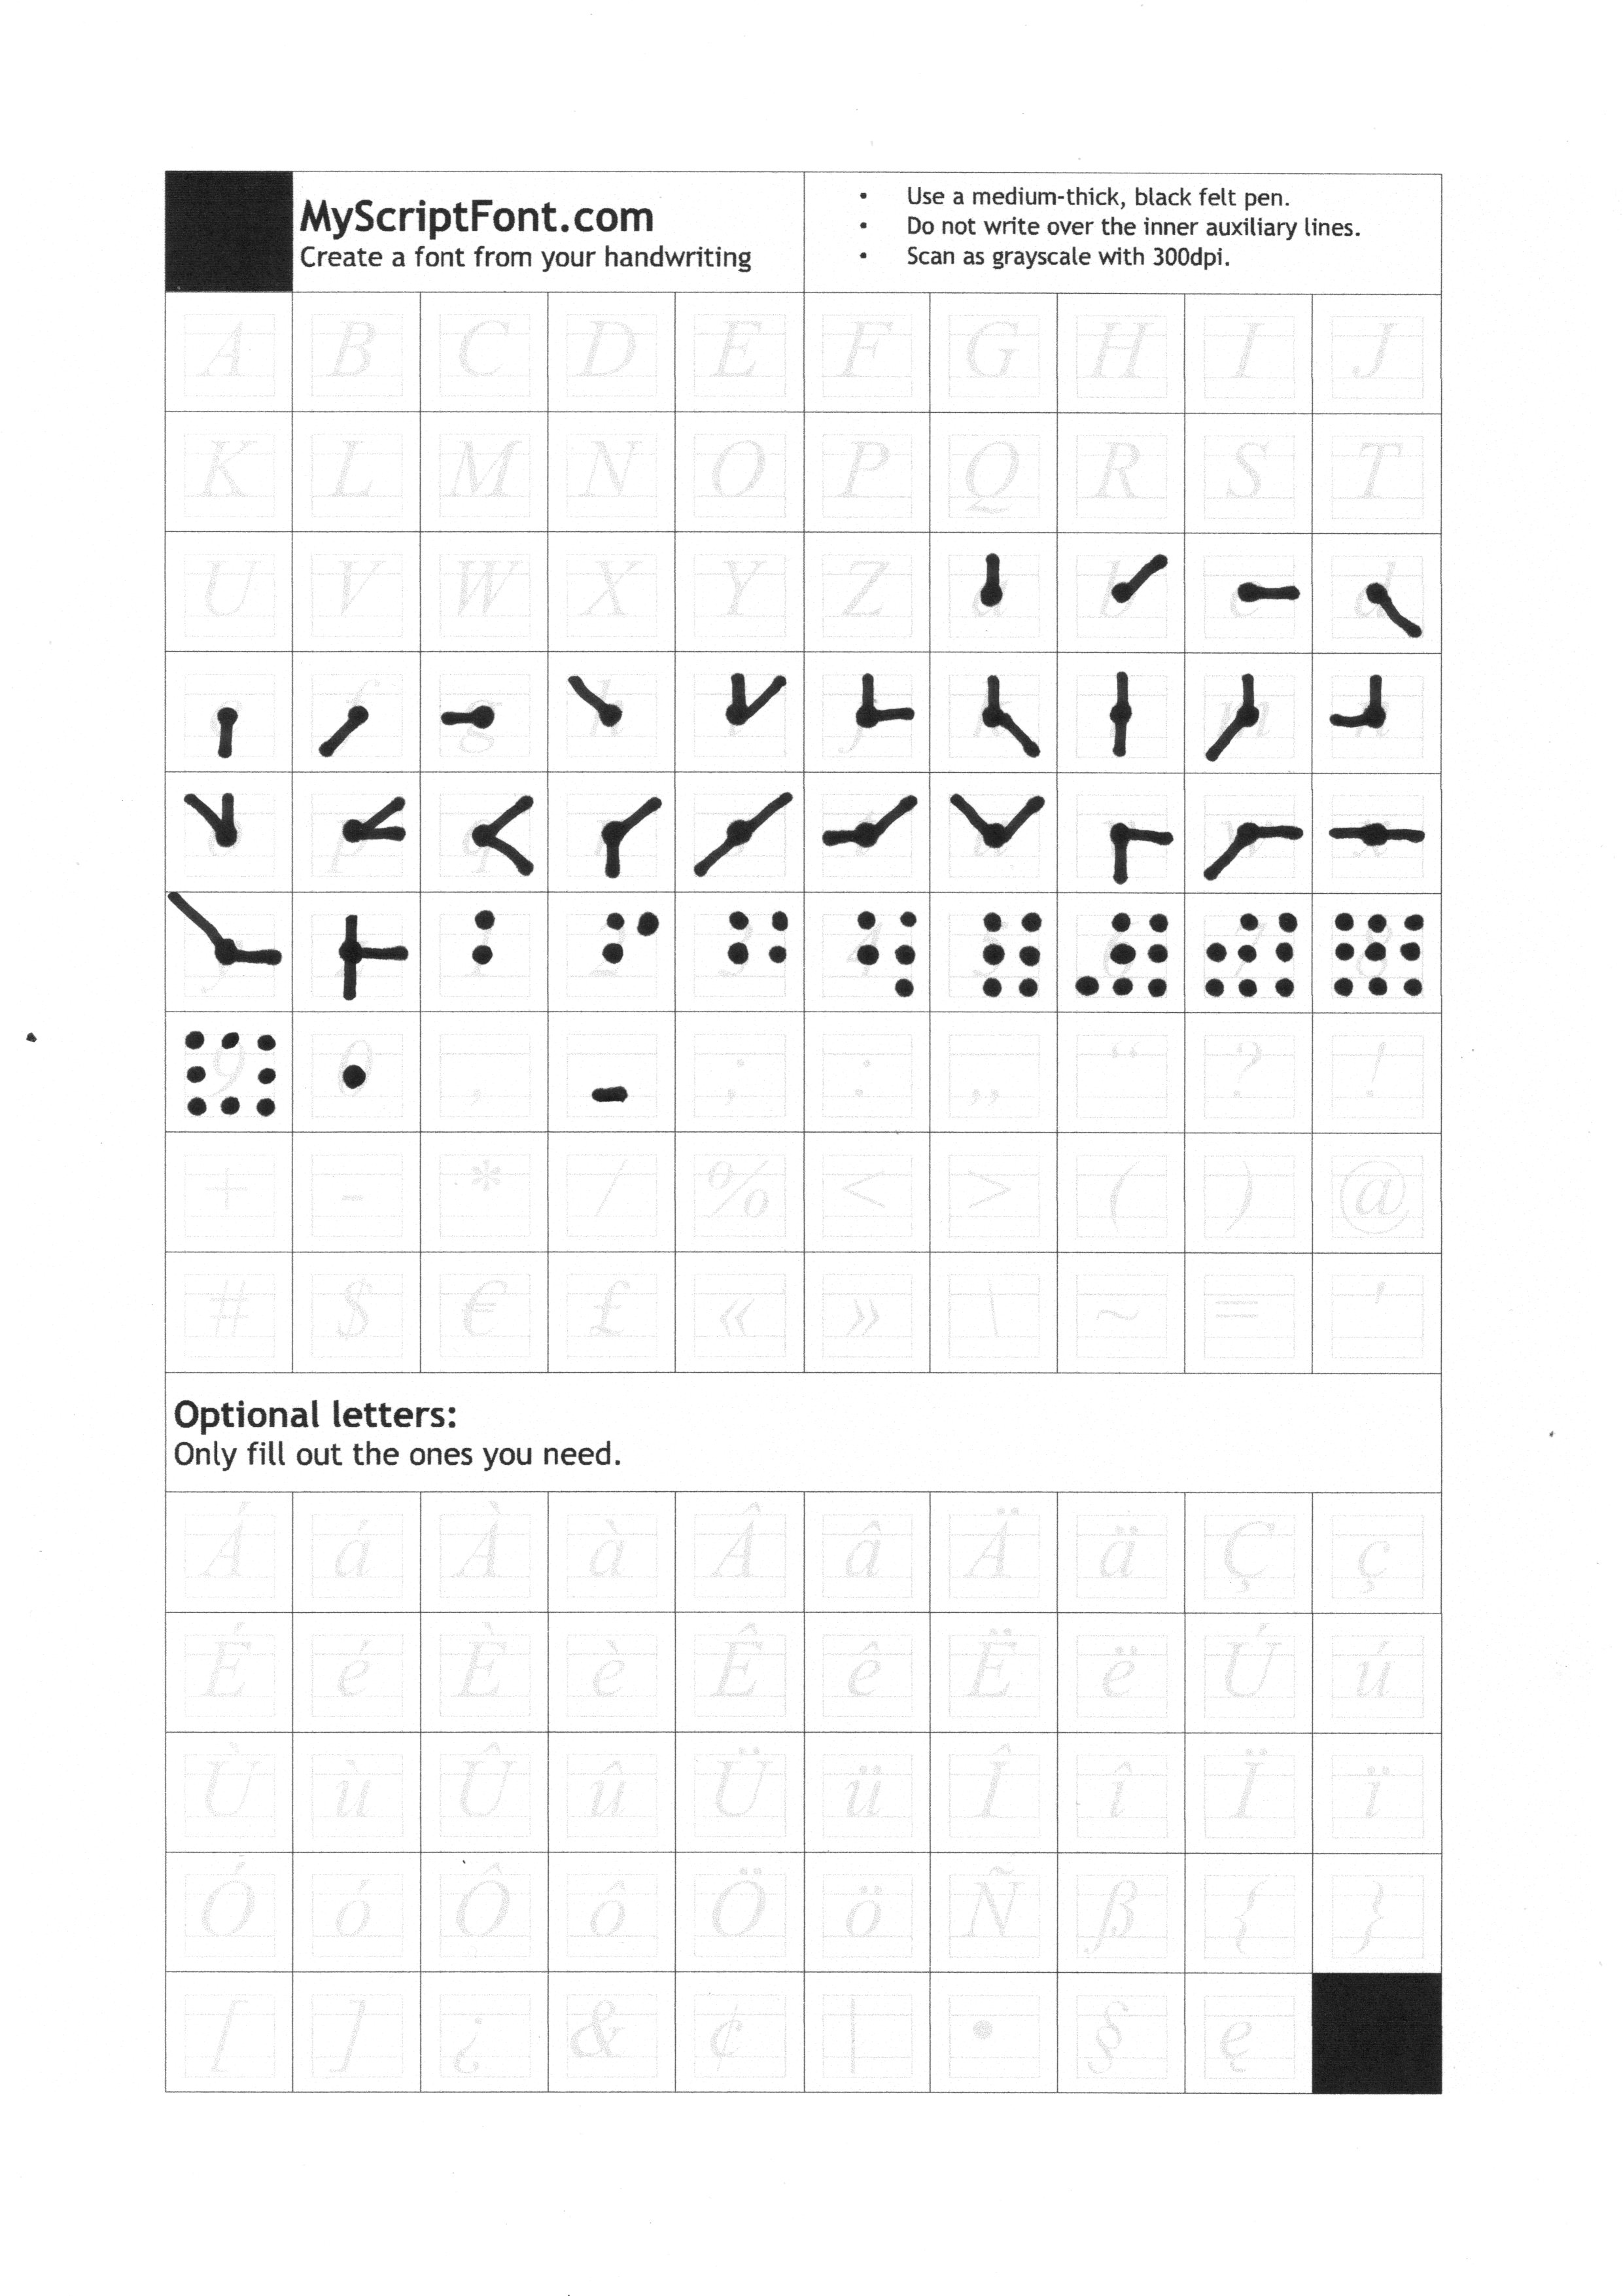 MyScriptFont.com
Create a font from your handwriting
• Use a medium-thick, black felt pen.
• Do not write over the inner auxiliary lines.
• Scan as grayscale with 300dpi.
A B C D E F G H I J
K L M N O P Q R S T
U V W X Y Z a b c d
f g h i j k m n
p q r t u v w x
y z 1 2 3 4 5 6 7 8
9 0 , ; : „ “ ? !
+ - * / % < > ( ) @
# $ € £ « » \ ~ = '
Optional letters:
Only fill out the ones you need.
Á á À à Â â Ä ä Ç ç
É é È è Ê ê Ë ë Ú ú
Ù ù Û û Ü ü Î î Ï ï
Ó ó Ô ô Ö ö Ñ ß { }
[ ] ¿ & ¢ | • § ę